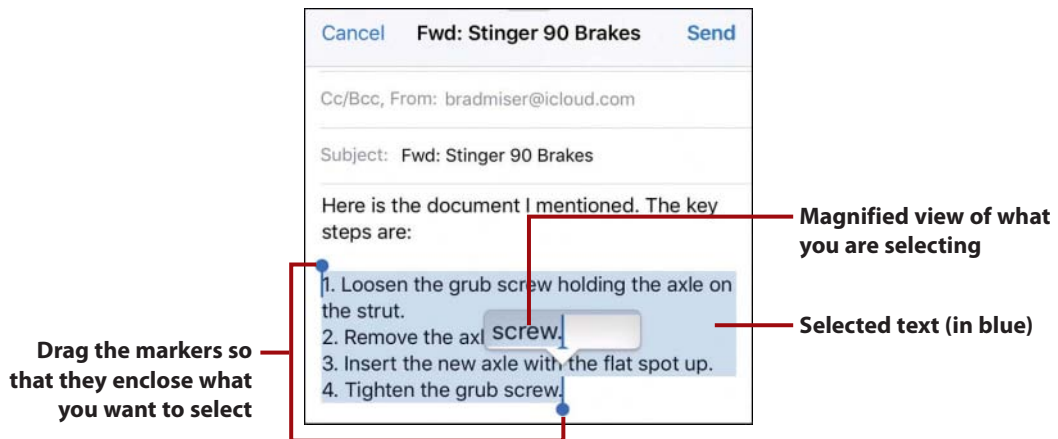 Cancel Fwd: Stinger 90 Brakes Send
Cc/Bcc, From: bradmiser@icloud.com
Subject: Fwd: Stinger 90 Brakes
Here is the document I mentioned. The key
steps are:
1. Loosen the grub screw holding the axle on
the strut.
2. Remove the
screw.
3. Insert the new axle with the flat spot up.
4. Tighten the grub screw.
Magnified view of what
you are selecting
Selected text (in blue)
Drag the markers so
that they enclose what
you want to select